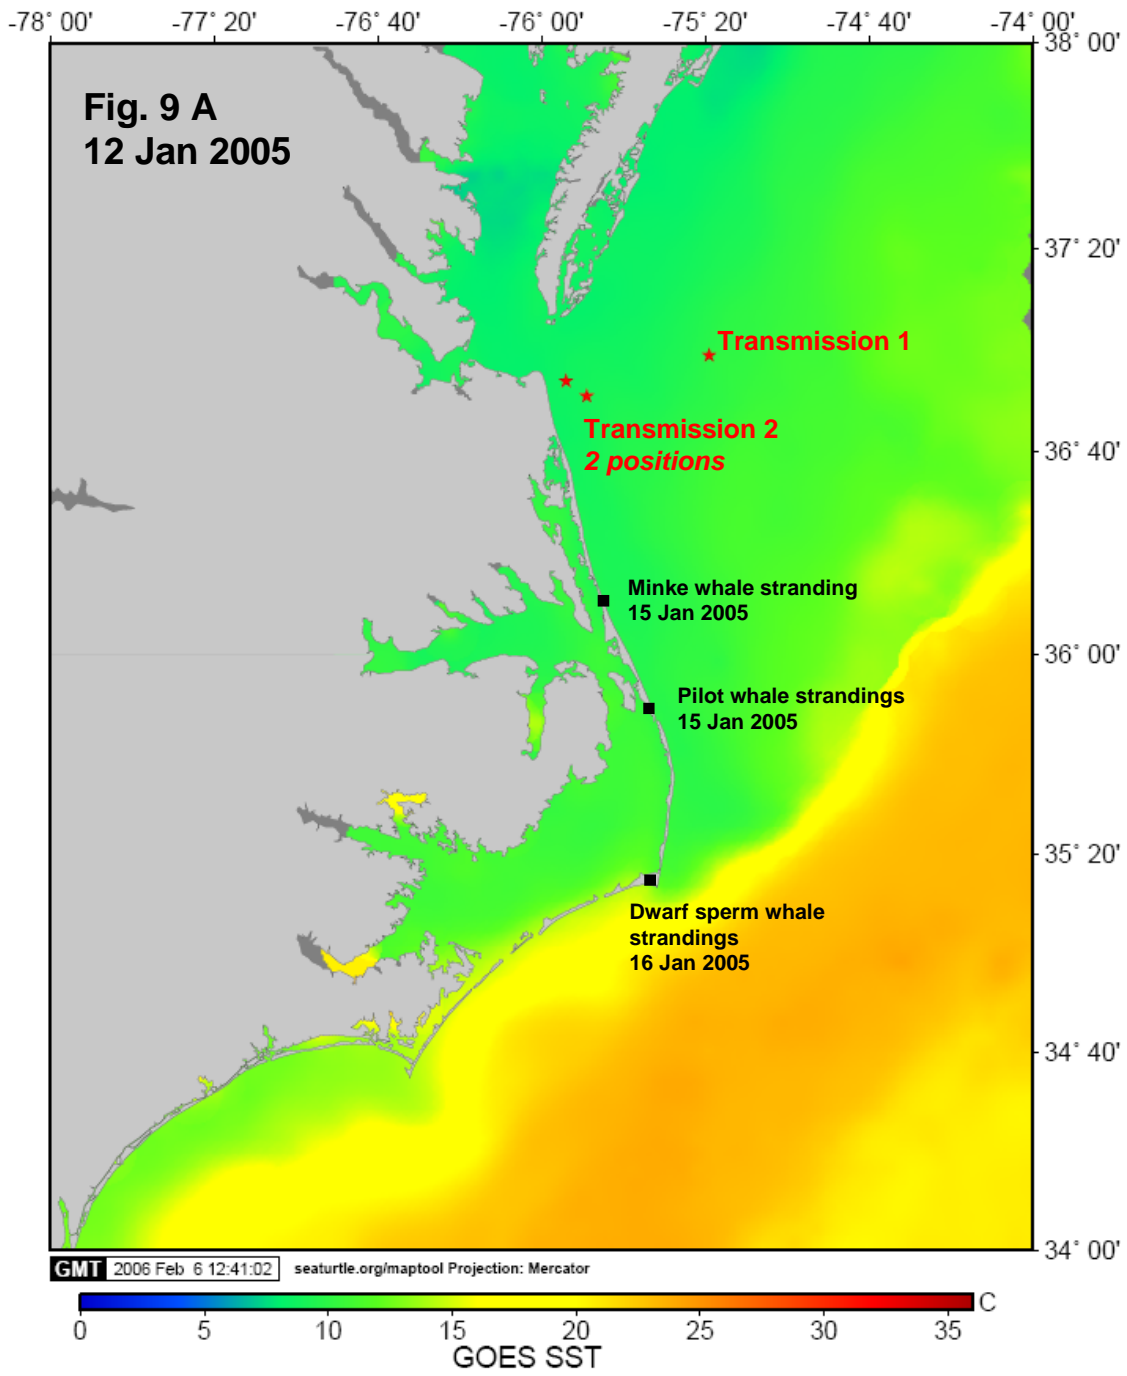 -78° 00' -77° 20' -76° 40' -76° 00' -75° 20' -74° 40' -74° 00'
38° 00'
Fig. 9 A
12 Jan 2005
37° 20'
Transmission 1
Transmission 2
2 positions
36° 40'
Minke whale stranding
15 Jan 2005
36° 00'
Pilot whale strandings
15 Jan 2005
35° 20'
Dwarf sperm whale
strandings
16 Jan 2005
34° 40'
34° 00'
GMT 2006 Feb 6 12:41:02 seaturtle.org/maptool Projection: Mercator
C
0 5 10 15 20 25 30 35
GOES SST